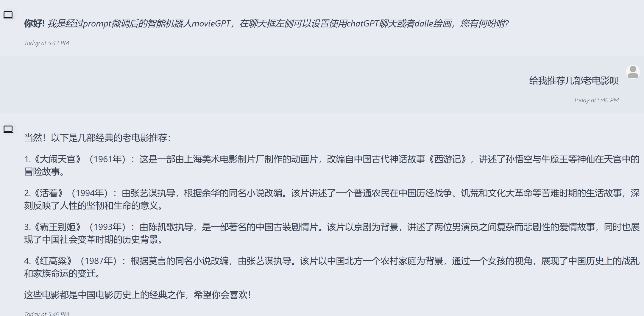 你好! 我是经过prompt微调后的智能机器人movieGPT，在聊天框左侧可以设置使用chatGPT聊天或者dalle绘画，您有何吩咐?
Today at
给我推荐几部老电影呗
Today at
当然！以下是几部经典的老电影推荐：
1.《大闹天宫》（1961年）：这是一部由上海美术电影制片厂制作的动画片，改编自中国古代神话故事《西游记》，讲述了孙悟空与牛魔王等神仙在天宫中的
冒险故事。
2.《活着》（1994年）：由张艺谋执导，根据余华的同名小说改编。该片讲述了一个普通农民在中国历经战争、饥荒和文化大革命等苦难时期的生活故事，深
刻反映了人性的坚韧和生命的意义。
3.《霸王别姬》（1993年）：由陈凯歌执导，是一部著名的中国古装剧情片。该片以京剧为背景，讲述了两位男演员之间复杂而悲剧性的爱情故事，同时也展
现了中国社会变革时期的历史背景。
4.《红高粱》（1987年）：根据莫言的同名小说改编，由张艺谋执导。该片以中国北方一个农村家庭为背景，通过一个女孩的视角，展现了中国历史上的战乱
和家族命运的变迁。
这些电影都是中国电影历史上的经典之作，希望你会喜欢！
Today at